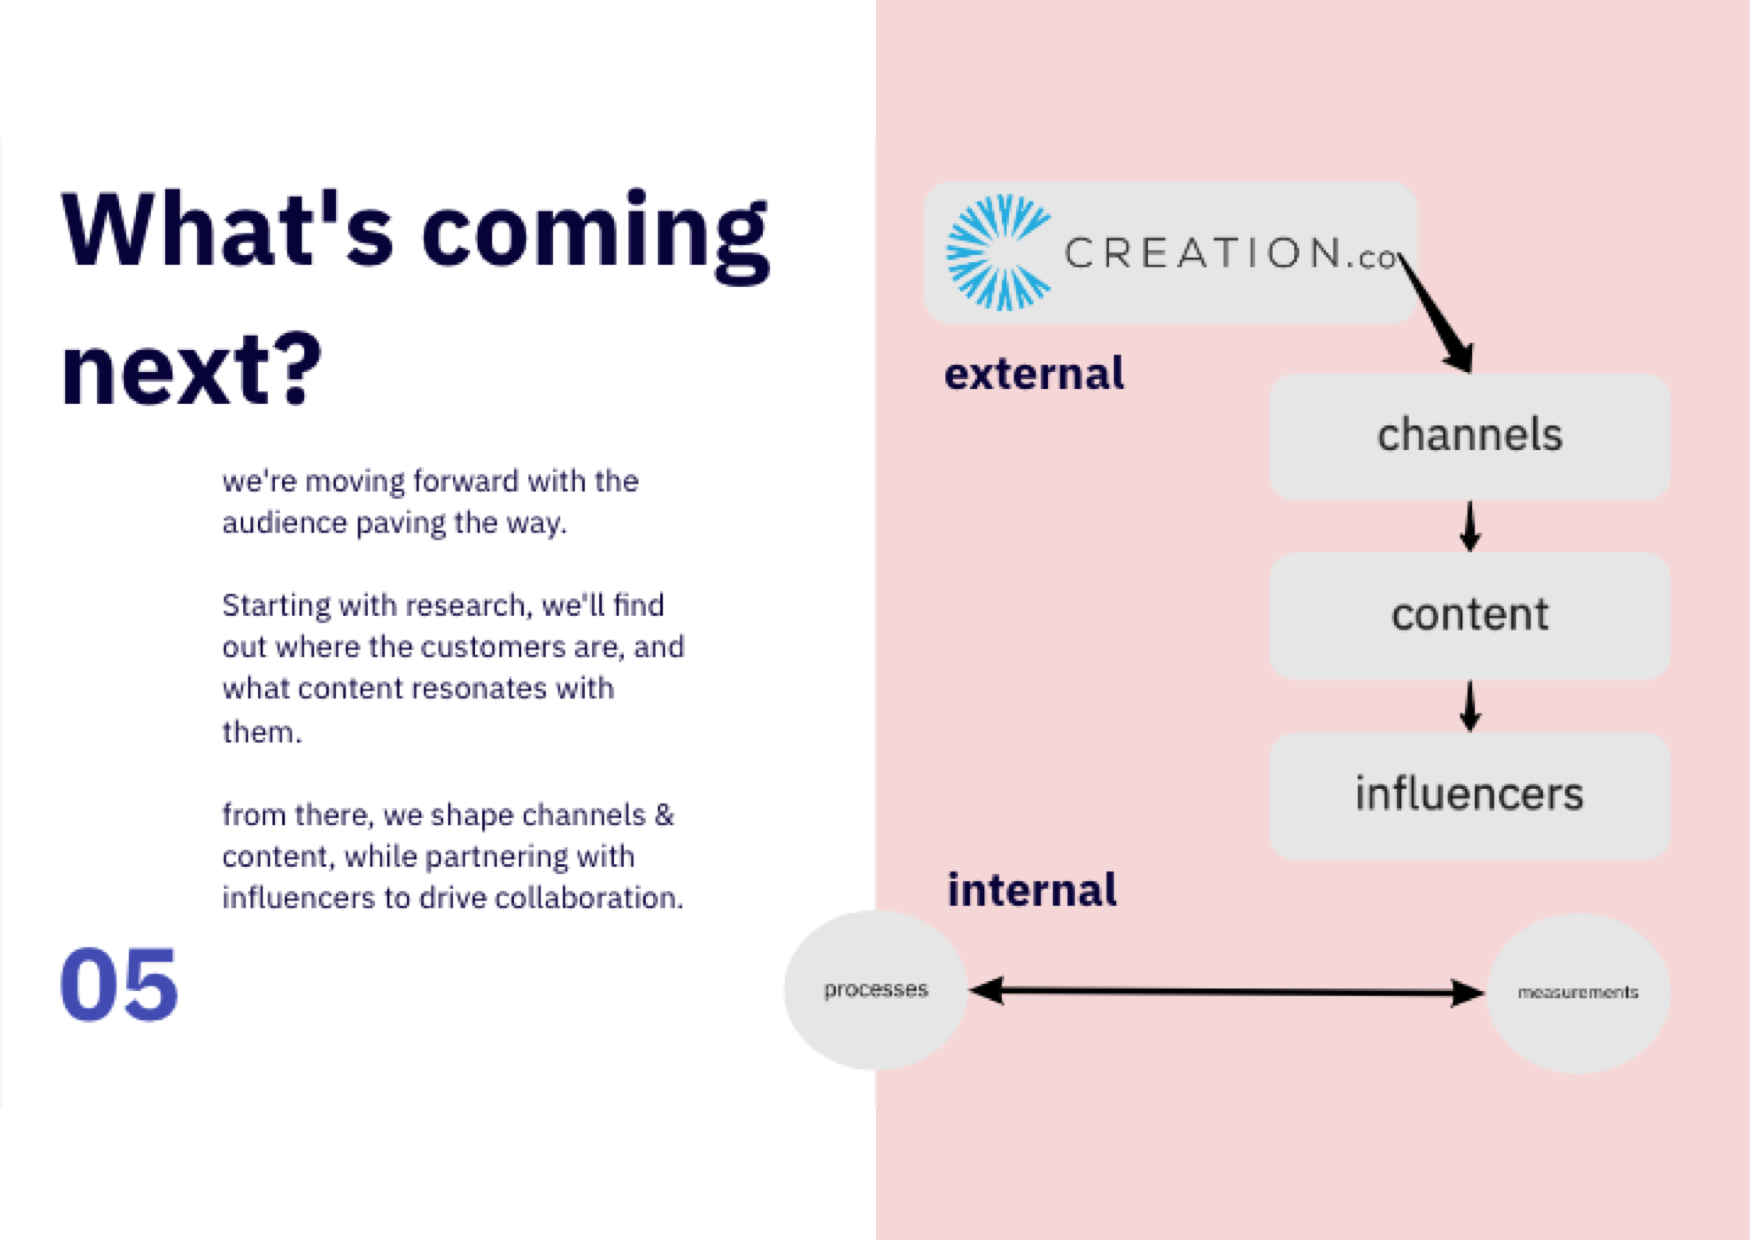 What's coming
next?
we're moving forward with the
audience paving the way.
Starting with research, we'll find
out where the customers are, and
what content resonates with
them.
from there, we shape channels &
content, while partnering with
influencers to drive collaboration.
05
CREATION.co
external
channels
content
influencers
internal
processes
measurements